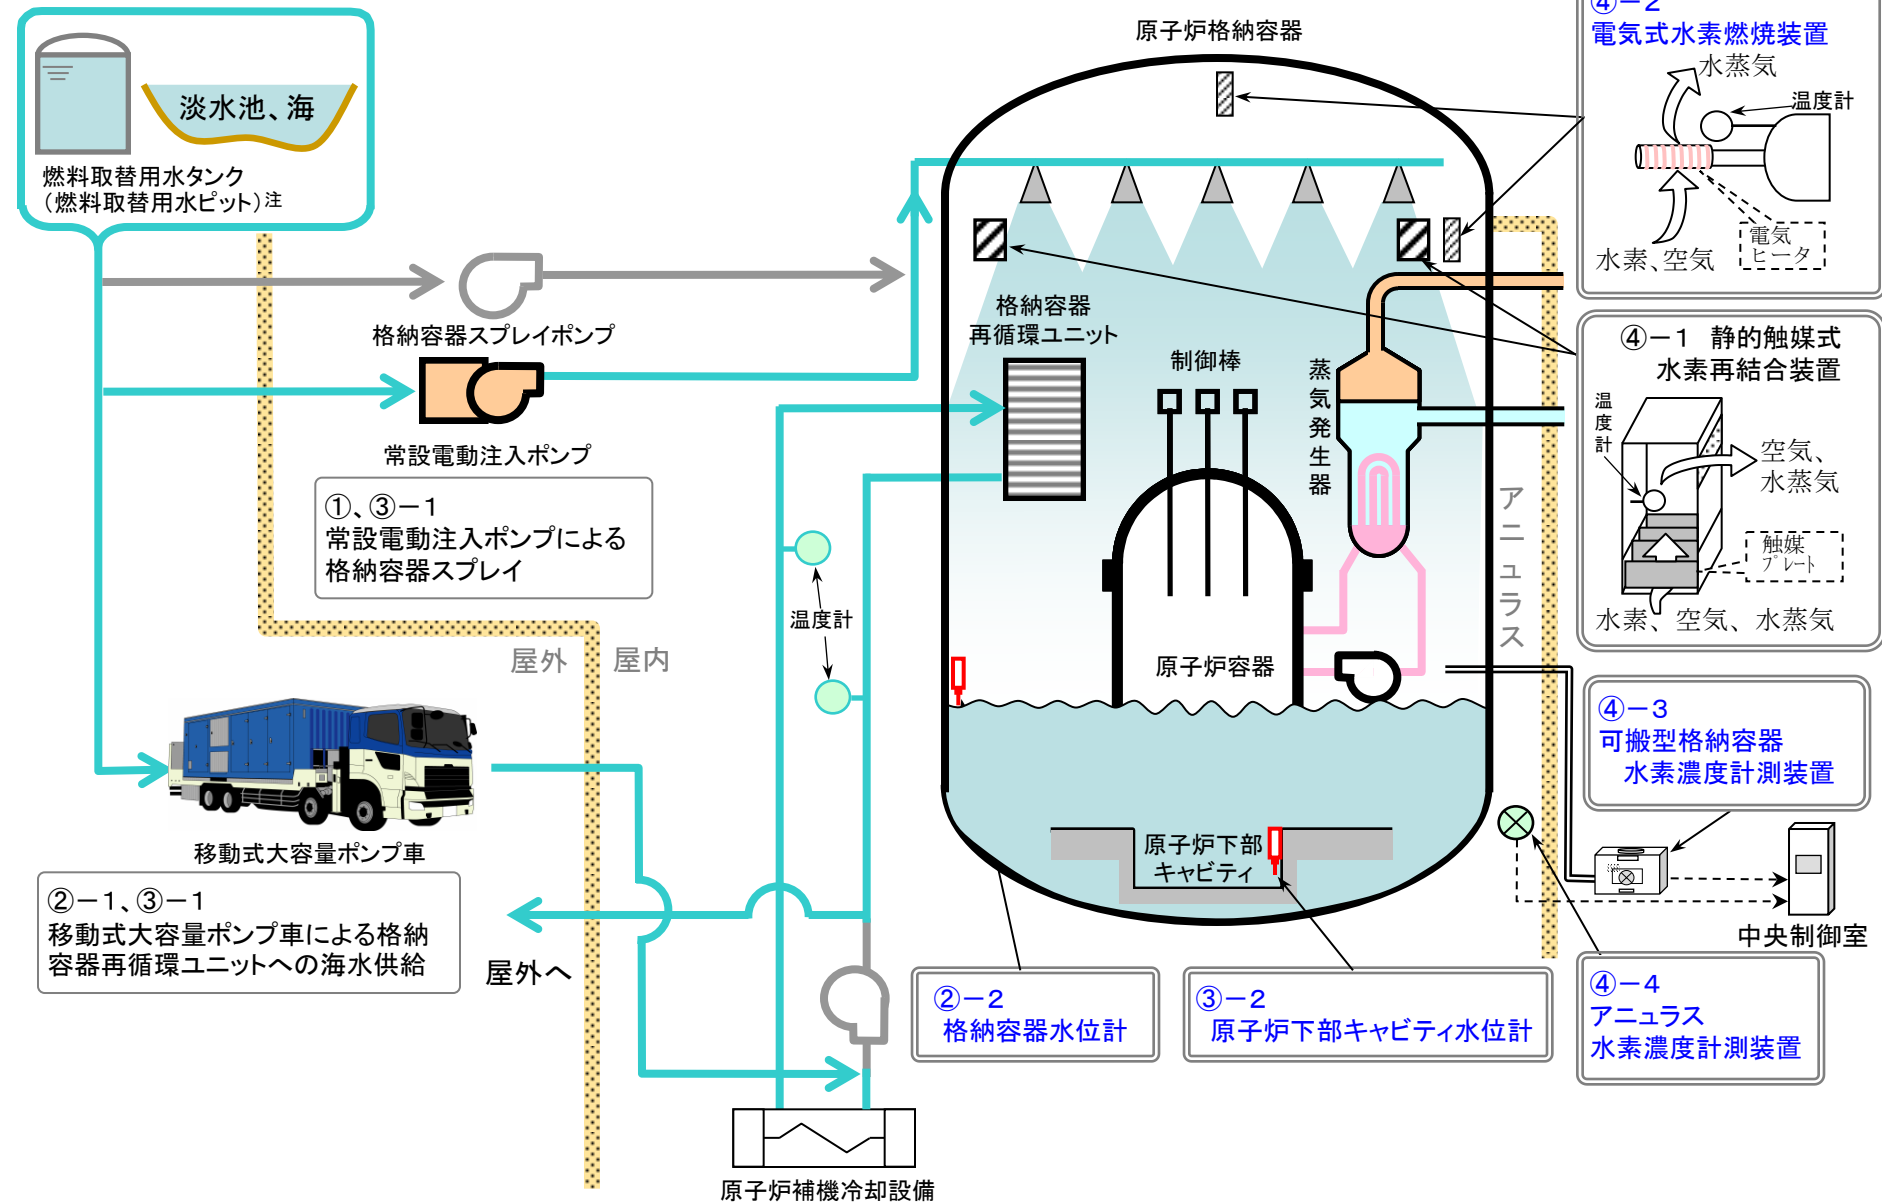 淡水池、海
燃料取替用水タンク
（燃料取替用水ピット）注
格納容器スプレイポンプ
常設電動注入ポンプ
①、③－1
常設電動注入ポンプによる
格納容器スプレイ
屋外
屋内
温度計
移動式大容量ポンプ車
②－1、③－1
移動式大容量ポンプ車による格納
容器再循環ユニットへの海水供給
屋外へ
原子炉補機冷却設備
原子炉格納容器
格納容器
再循環ユニット
制御棒
蒸気発生器
原子炉容器
原子炉下部
キャビティ
アニュラス
②－2
格納容器水位計
③－2
原子炉下部キャビティ水位計
④－2
電気式水素燃焼装置
水蒸気
温度計
電気
ヒータ
水素、空気
④－1 静的触媒式
水素再結合装置
温度計
空気、
水蒸気
触媒
プレート
水素、空気、水蒸気
④－3
可搬型格納容器
水素濃度計測装置
中央制御室
④－4
アニュラス
水素濃度計測装置